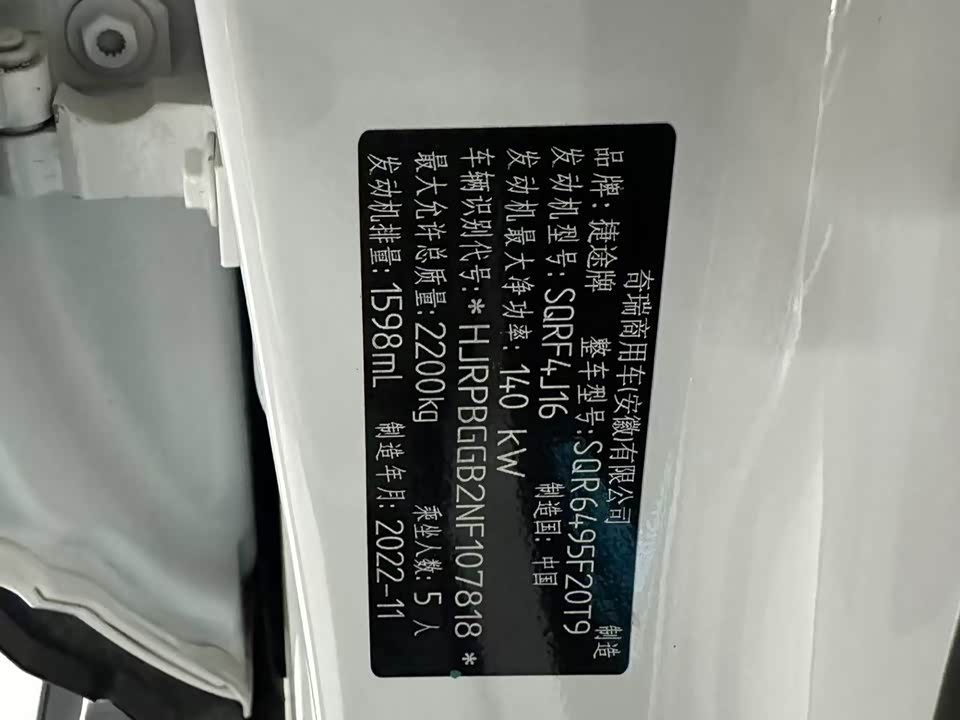 奇瑞商用车(安徽)有限公司 制造
品牌：捷途牌 整车型号:SQR6495F20T9
发动机型号:SQRF4J16 制造国：中国
发动机最大净功率：140 kW
车辆识别代号:*HJRPBGGB2NF107818*
最大允许总质量:2200kg 乘坐人数:5 人
发动机排量:1598mL 制造年月:2022-11